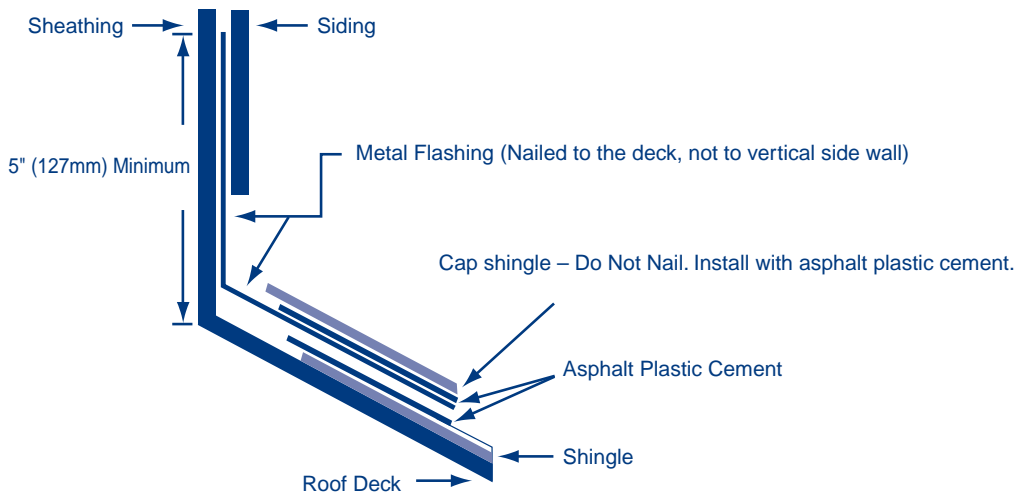 Sheathing
Siding
5" (127mm) Minimum
Metal Flashing (Nailed to the deck, not to vertical side wall)
Cap shingle – Do Not Nail. Install with asphalt plastic cement.
Asphalt Plastic Cement
Shingle
Roof Deck